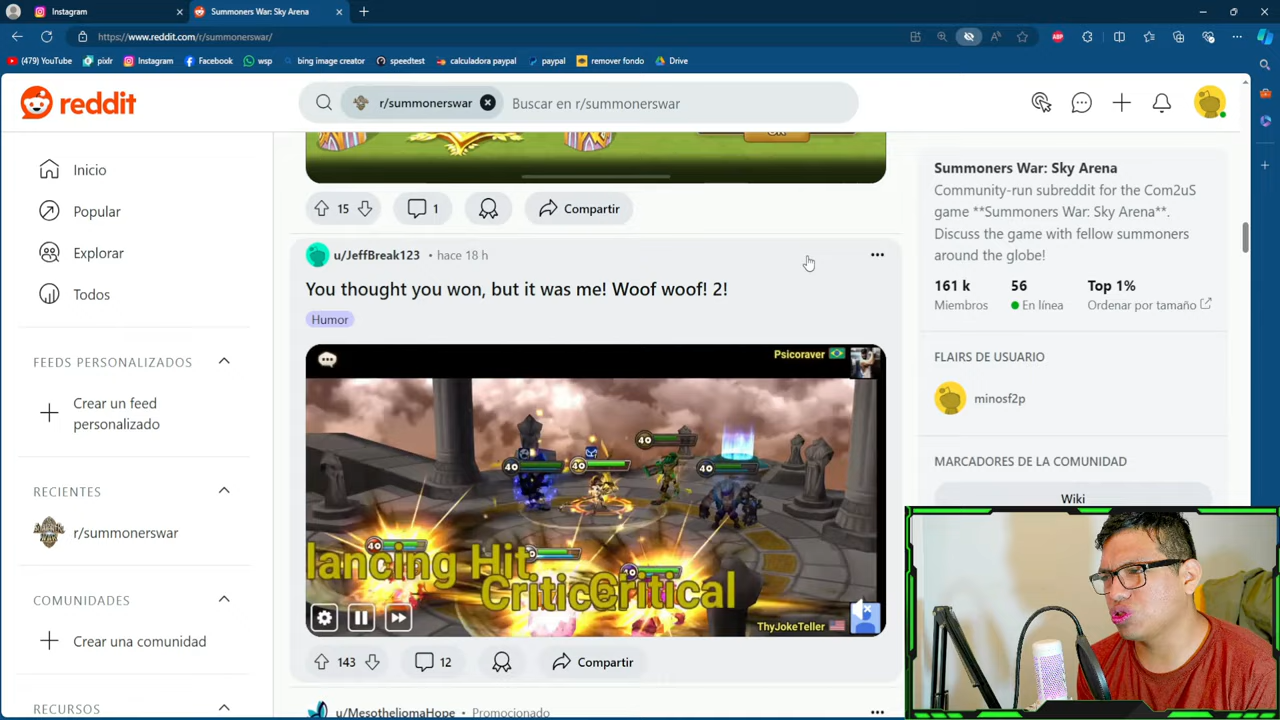 Instagram
Summoners War: Sky Arena
https://www.reddit.com/r/summonerswar/
ABP
(479) YouTube
pixlr
Instagram
Facebook
wsp
bing image creator
speedtest
calculadora paypal
paypal
remover fondo
Drive
reddit
r/summonerswar
Buscar en r/summonerswar
Inicio
Popular
Explorar
Todos
FEEDS PERSONALIZADOS
Crear un feed
personalizado
RECIENTES
r/summonerswar
COMUNIDADES
Crear una comunidad
RECURSOS
15
1
Compartir
u/JeffBreak123 • hace 18 h
You thought you won, but it was me! Woof woof! 2!
Humor
Psicoraver
40
40
40
40
40
lancing Hit
Critic
Critical
ThyJokeTeller
143
12
Compartir
u/MesotheliomaHope • Promocionado
Summoners War: Sky Arena
Community-run subreddit for the Com2uS
game **Summoners War: Sky Arena**.
Discuss the game with fellow summoners
around the globe!
161 k
56
Top 1%
Miembros
En línea
Ordenar por tamaño
FLAIRS DE USUARIO
minosf2p
MARCADORES DE LA COMUNIDAD
Wiki